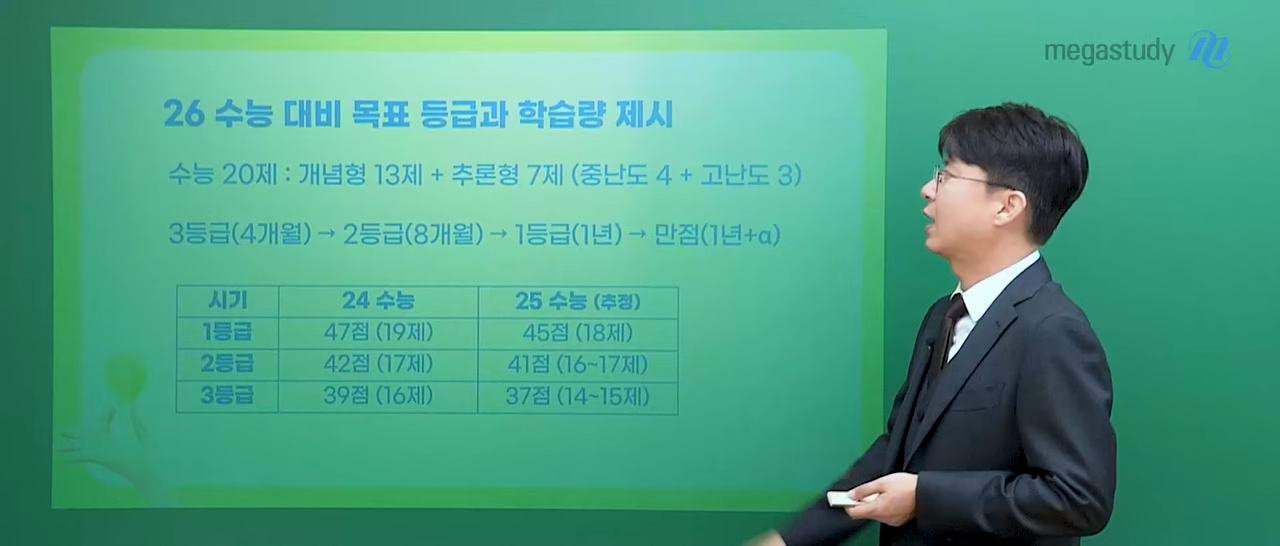 megastudy
26 수능 대비 목표 등급과 학습량 제시
수능 20제 : 개념형 13제 + 추론형 7제 (중난도 4 + 고난도 3)
3등급(4개월) → 2등급(8개월) → 1등급(1년) → 만점(1년+α)
시기 24 수능 25 수능 (추정)
1등급 47점 (19제) 45점 (18제)
2등급 42점 (17제) 41점 (16~17제)
3등급 39점 (16제) 37점 (14~15제)